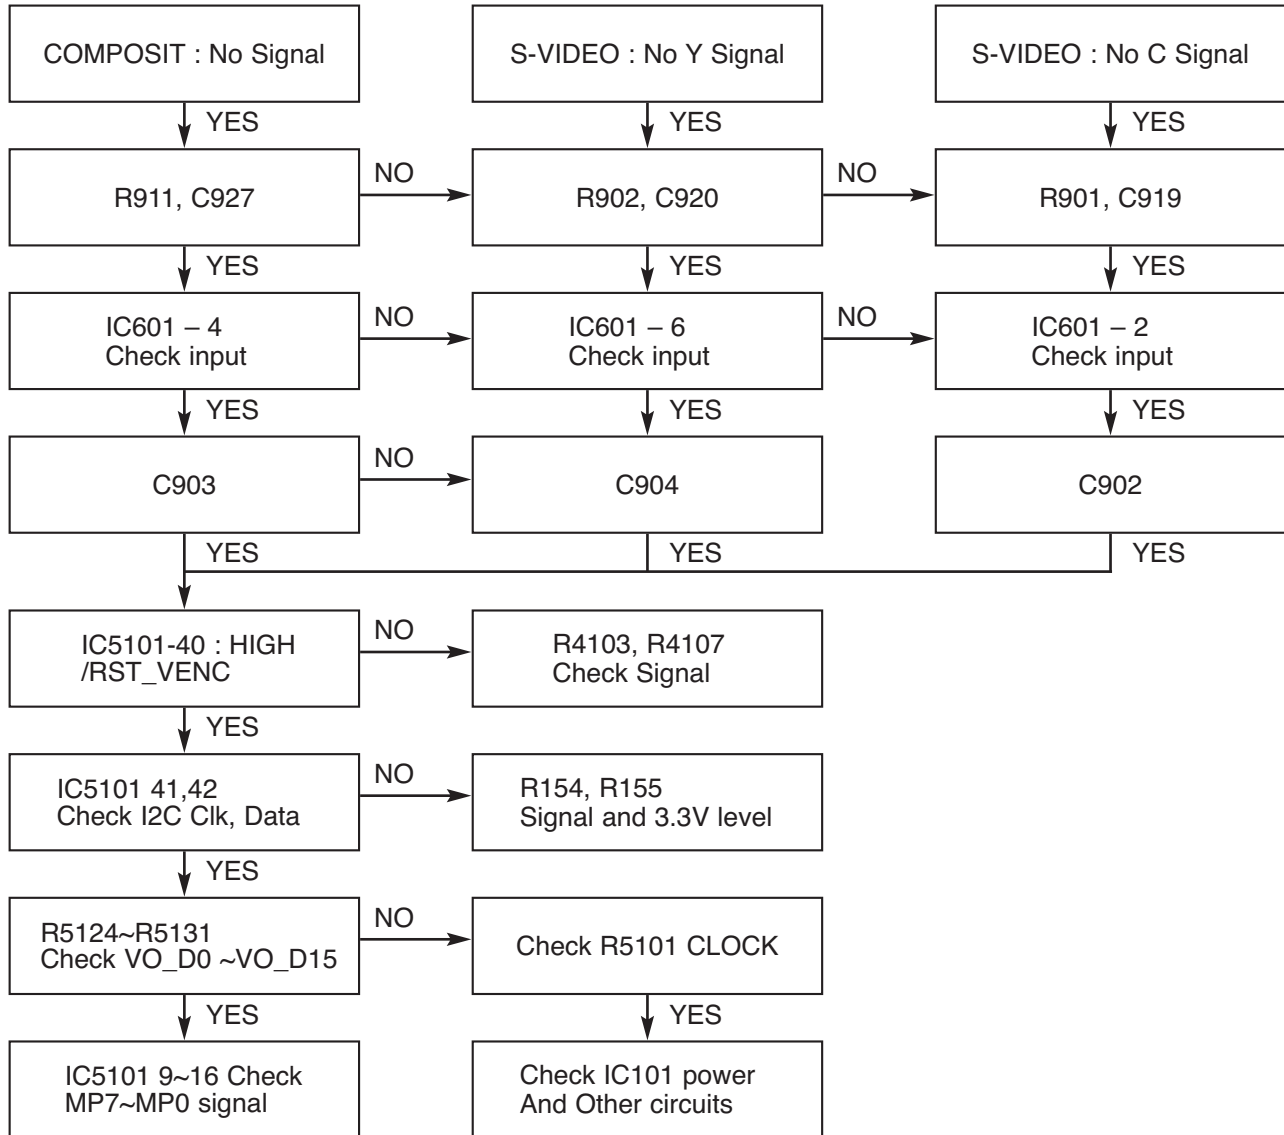 COMPOSIT : No Signal
S-VIDEO : No Y Signal
S-VIDEO : No C Signal
YES
YES
YES
R911, C927
NO
R902, C920
NO
R901, C919
YES
YES
YES
IC601 – 4
Check input
NO
IC601 – 6
Check input
NO
IC601 – 2
Check input
YES
YES
YES
C903
NO
C904
C902
YES
YES
YES
IC5101-40 : HIGH
/RST_VENC
NO
R4103, R4107
Check Signal
YES
IC5101 41,42
Check I2C Clk, Data
NO
R154, R155
Signal and 3.3V level
YES
R5124~R5131
Check VO_D0 ~VO_D15
NO
Check R5101 CLOCK
YES
YES
IC5101 9~16 Check
MP7~MP0 signal
Check IC101 power
And Other circuits